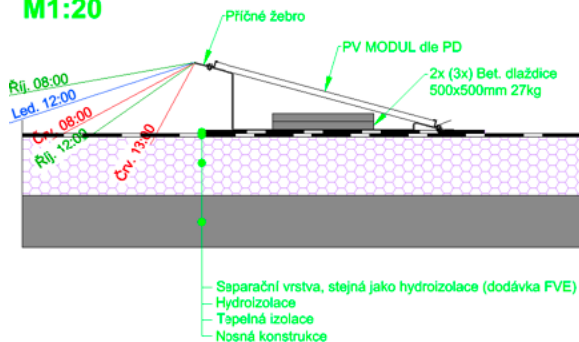 M1:20
Příčné žebro
PV MODUL dle PD
2x (3x) Bet. dlaždice
500x500mm 27kg
Říj. 08:00
Led. 12:00
Črv. 08:00
Říj. 12:00
Črv. 13:00
Separační vrstva, stejná jako hydroizolace (dodávka FVE)
Hydroizolace
Tepelná izolace
Nosná konstrukce